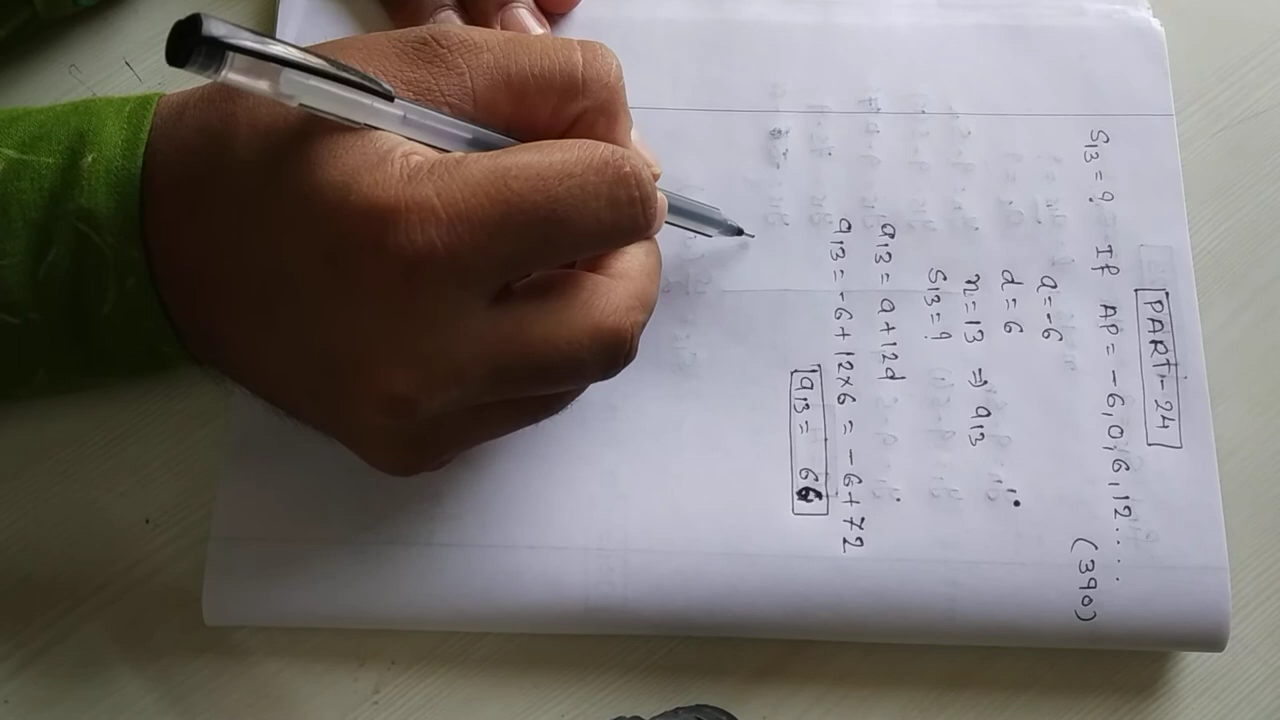 PART:- 24
S13 = ? If AP = -6, 0, 6, 12....
(390)
a = -6
d = 6
n = 13 ⇒ a13
S13 = ?
a13 = a + 12d
a13 = -6 + 12×6 = -6 + 72
a13 = 66